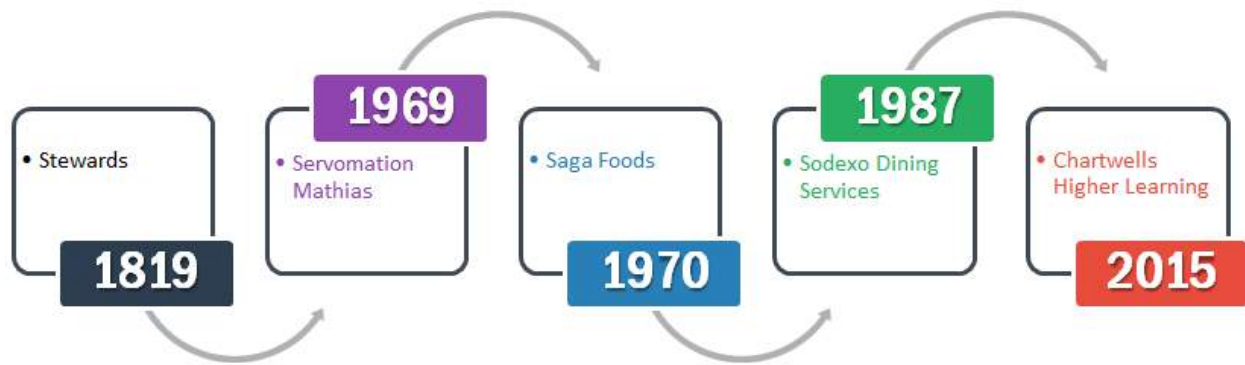 • Stewards
1819
1969
• Servomation
Mathias
• Saga Foods
1970
1987
• Sodexo Dining
Services
• Chartwells
Higher Learning
2015